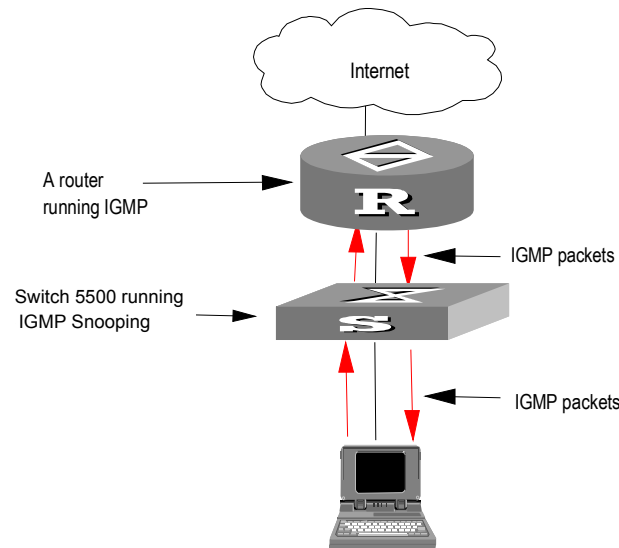 Internet
A router
running IGMP
R
IGMP packets
Switch 5500 running
IGMP Snooping
S
IGMP packets